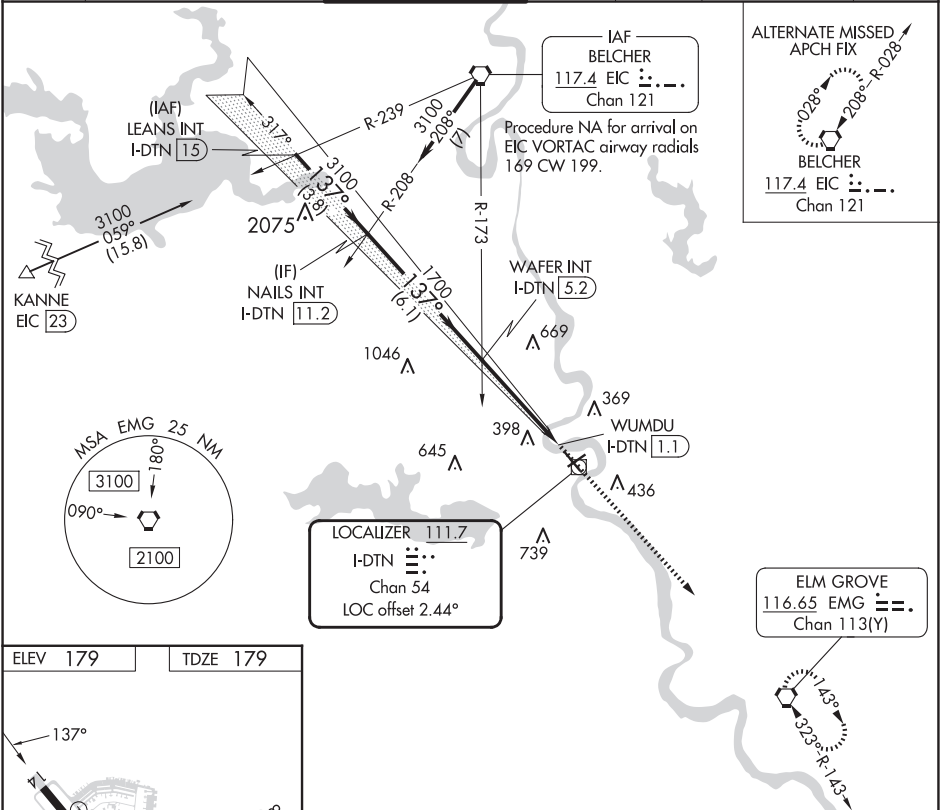 IAF
BELCHER
117.4 EIC
Chan 121
Procedure NA for arrival on
EIC VORTAC airway radials
169 CW 199.
ALTERNATE MISSED
APCH FIX
028°
208°
R-028
BELCHER
117.4 EIC
Chan 121
(IAF)
LEANS INT
I-DTN 15
317°
R-239
3100
208°
(7)
R-208
R-173
3100
137°
(3.8)
2075
3100
059°
(15.8)
KANNE
EIC 23
(IF)
NAILS INT
I-DTN 11.2
1700
137°
(6.1)
WAFER INT
I-DTN 5.2
669
1046
369
398
WUMDU
I-DTN 1.1
645
436
739
MSA EMG 25 NM
180°
3100
090°
2100
LOCALIZER 111.7
I-DTN
Chan 54
LOC offset 2.44°
ELM GROVE
116.65 EMG
Chan 113(Y)
143°
323°
R-143
ELEV 179
TDZE 179
137°
14